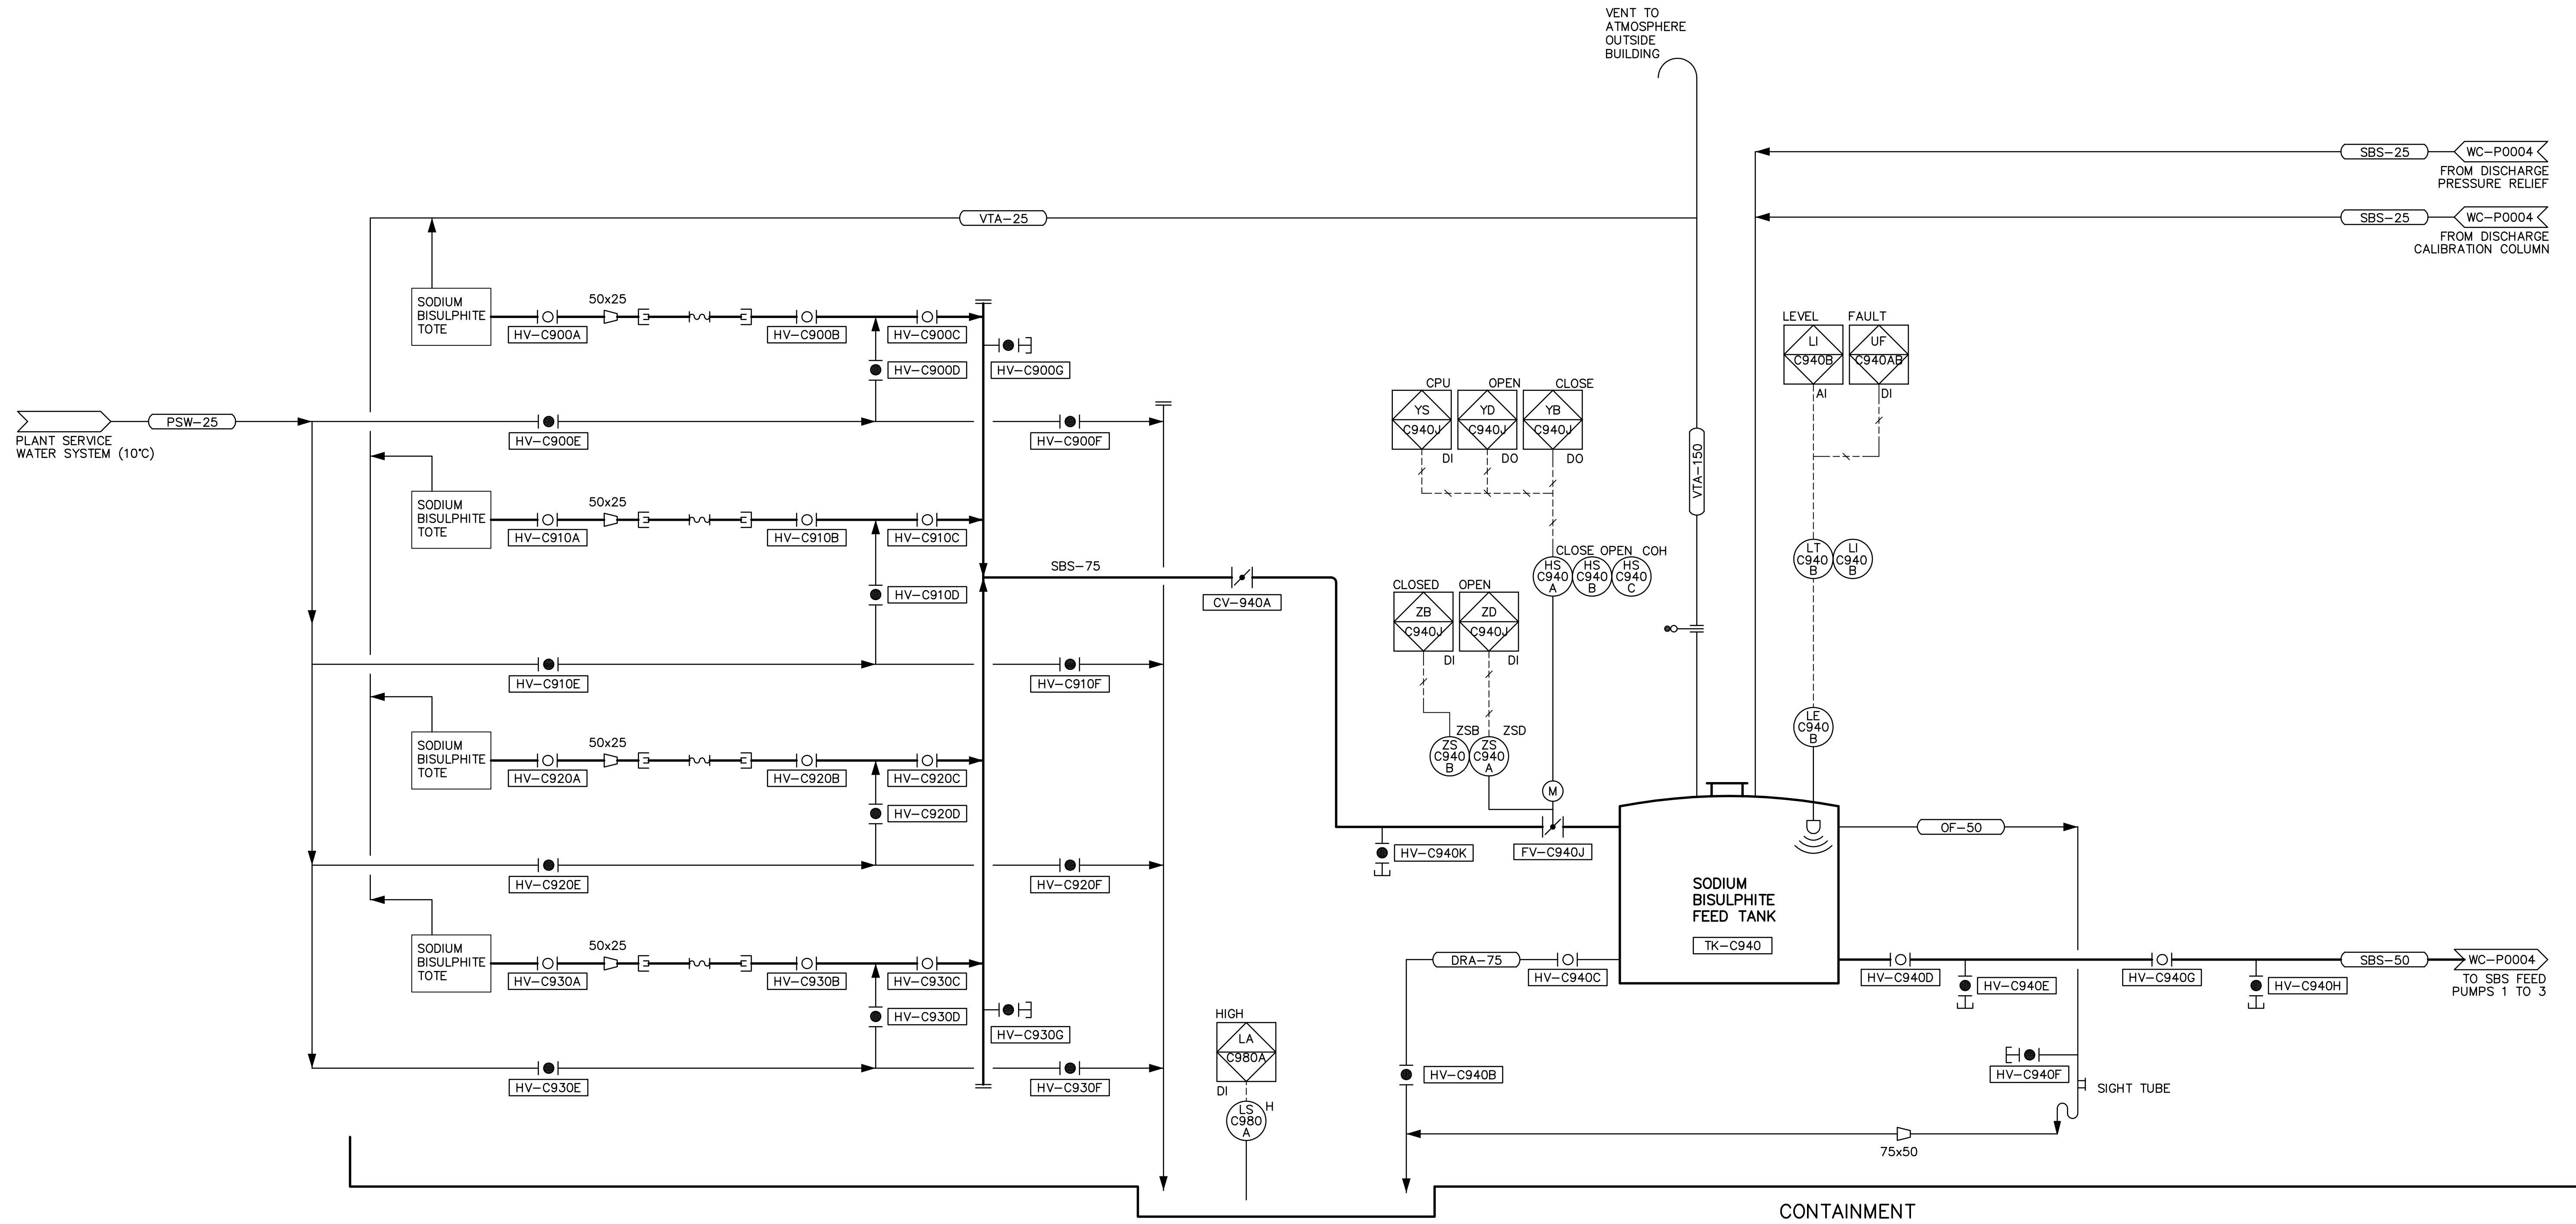 VENT TO
ATMOSPHERE
OUTSIDE
BUILDING
SBS-25
WC-P0004
FROM DISCHARGE
PRESSURE RELIEF
VTA-25
SBS-25
WC-P0004
FROM DISCHARGE
CALIBRATION COLUMN
SODIUM
BISULPHITE
TOTE
50x25
HV-C900A
HV-C900B
HV-C900C
HV-C900D
HV-C900G
LEVEL
FAULT
LI
C940B
AI
UF
C940AB
DI
CPU
OPEN
CLOSE
YS
C940J
DI
YD
C940J
DO
YB
C940J
DO
PLANT SERVICE
WATER SYSTEM (10°C)
PSW-25
HV-C900E
HV-C900F
VTA-150
SODIUM
BISULPHITE
TOTE
50x25
HV-C910A
HV-C910B
HV-C910C
HV-C910D
SBS-75
CV-940A
CLOSE
OPEN
COH
HS
C940
A
HS
C940
B
HS
C940
C
LT
C940
B
LI
C940
B
CLOSED
OPEN
ZB
C940J
DI
ZD
C940J
DI
HV-C910E
HV-C910F
SODIUM
BISULPHITE
TOTE
50x25
HV-C920A
HV-C920B
HV-C920C
HV-C920D
ZSB
ZSD
ZS
C940
B
ZS
C940
A
LE
C940
B
M
HV-C940K
FV-C940J
OF-50
HV-C920E
HV-C920F
SODIUM
BISULPHITE
FEED TANK
TK-C940
SODIUM
BISULPHITE
TOTE
50x25
HV-C930A
HV-C930B
HV-C930C
HV-C930D
HV-C930G
DRA-75
HV-C940C
HV-C940D
HV-C940E
HV-C940G
HV-C940H
SBS-50
WC-P0004
TO SBS FEED
PUMPS 1 TO 3
HIGH
LA
C980A
DI
H
LS
C980
A
HV-C940B
HV-C940F
SIGHT TUBE
HV-C930E
HV-C930F
75x50
CONTAINMENT